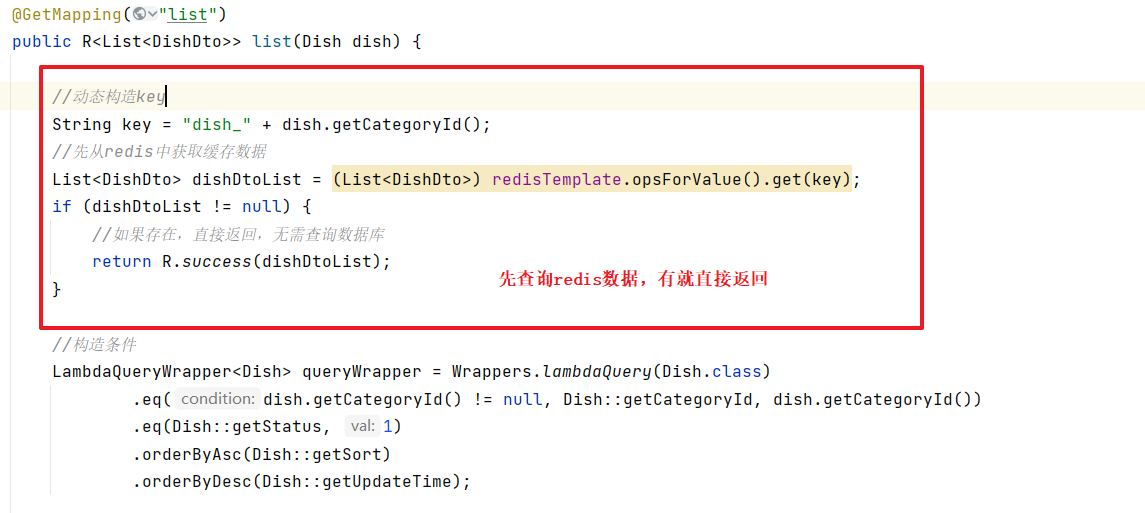 @GetMapping("list")
public R<List<DishDto>> list(Dish dish) {
//动态构造key
String key = "dish_" + dish.getCategoryId();
//先从redis中获取缓存数据
List<DishDto> dishDtoList = (List<DishDto>) redisTemplate.opsForValue().get(key);
if (dishDtoList != null) {
//如果存在，直接返回，无需查询数据库
return R.success(dishDtoList);
先查询redis数据，有就直接返回
}
//构造条件
LambdaQueryWrapper<Dish> queryWrapper = Wrappers.lambdaQuery(Dish.class)
.eq( condition: dish.getCategoryId() != null, Dish::getCategoryId, dish.getCategoryId())
.eq(Dish::getStatus, val: 1)
.orderByAsc(Dish::getSort)
.orderByDesc(Dish::getUpdateTime);